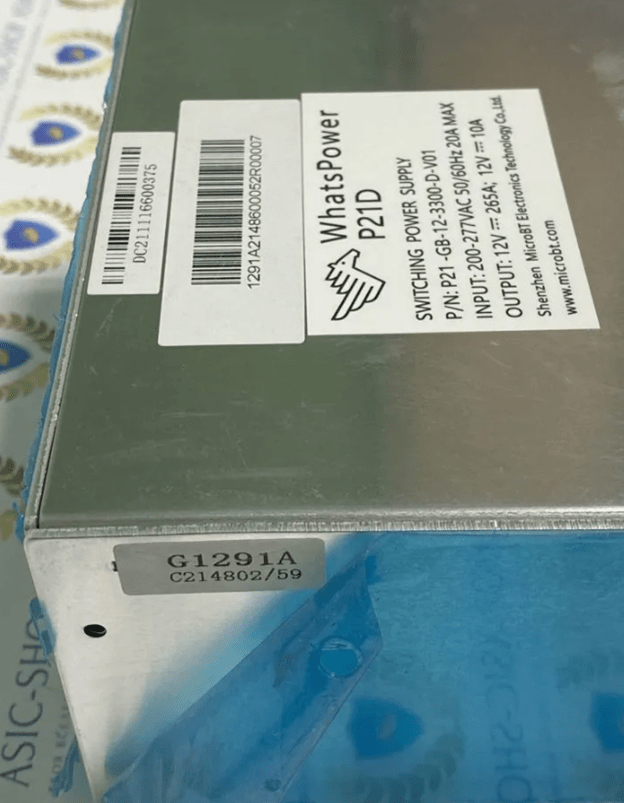 WhatsPower
P21D
SWITCHING POWER SUPPLY
P/N: P21 -GB-12-3300-D-V01
INPUT: 200-277VAC 50/60Hz 20A MAX
OUTPUT: 12V⎓265A; 12V⎓10A
Shenzhen MicroBT Electronics Technology Co.,Ltd.
www.microbt.com
1291A2148600052R00007
DC211116600375
G1291A
C214802/59
ASIC-SHO